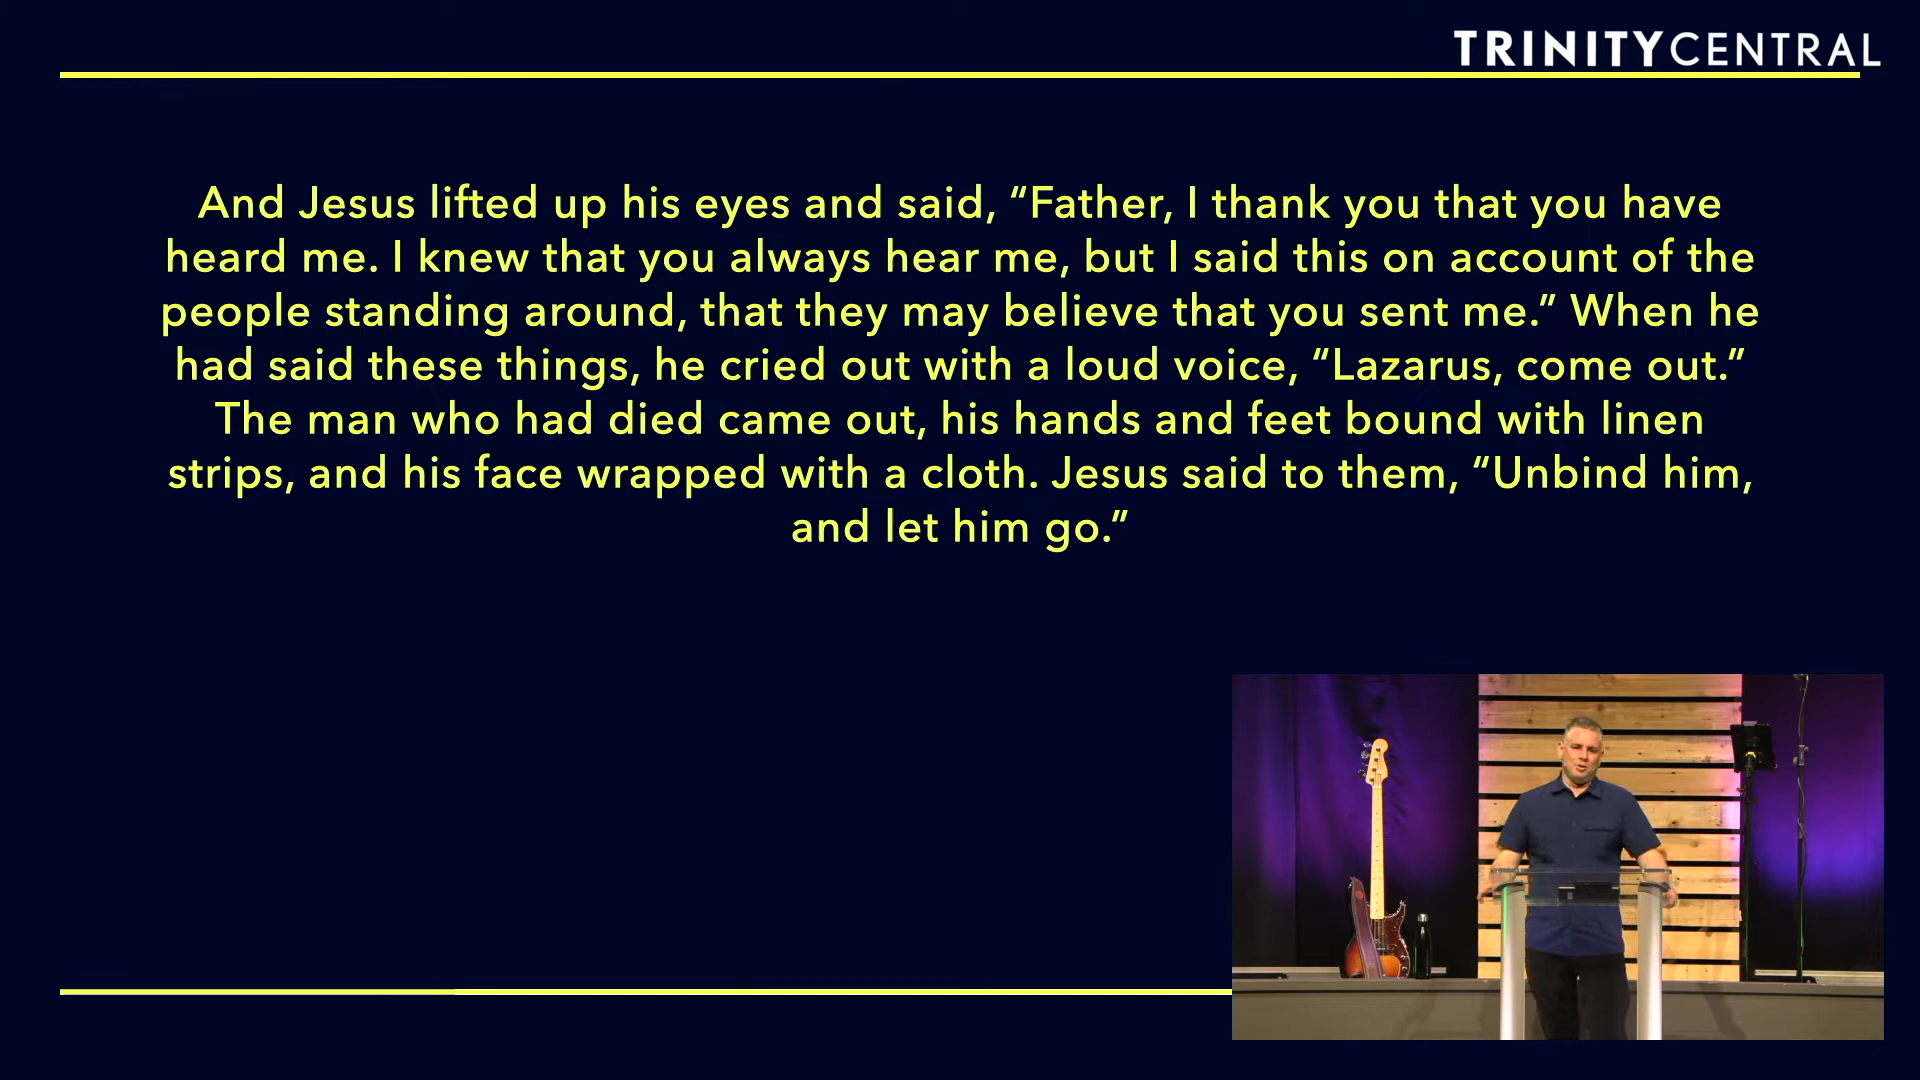 TRINITYCENTRAL
And Jesus lifted up his eyes and said, “Father, I thank you that you have
heard me. I knew that you always hear me, but I said this on account of the
people standing around, that they may believe that you sent me.” When he
had said these things, he cried out with a loud voice, “Lazarus, come out.”
The man who had died came out, his hands and feet bound with linen
strips, and his face wrapped with a cloth. Jesus said to them, “Unbind him,
and let him go.”